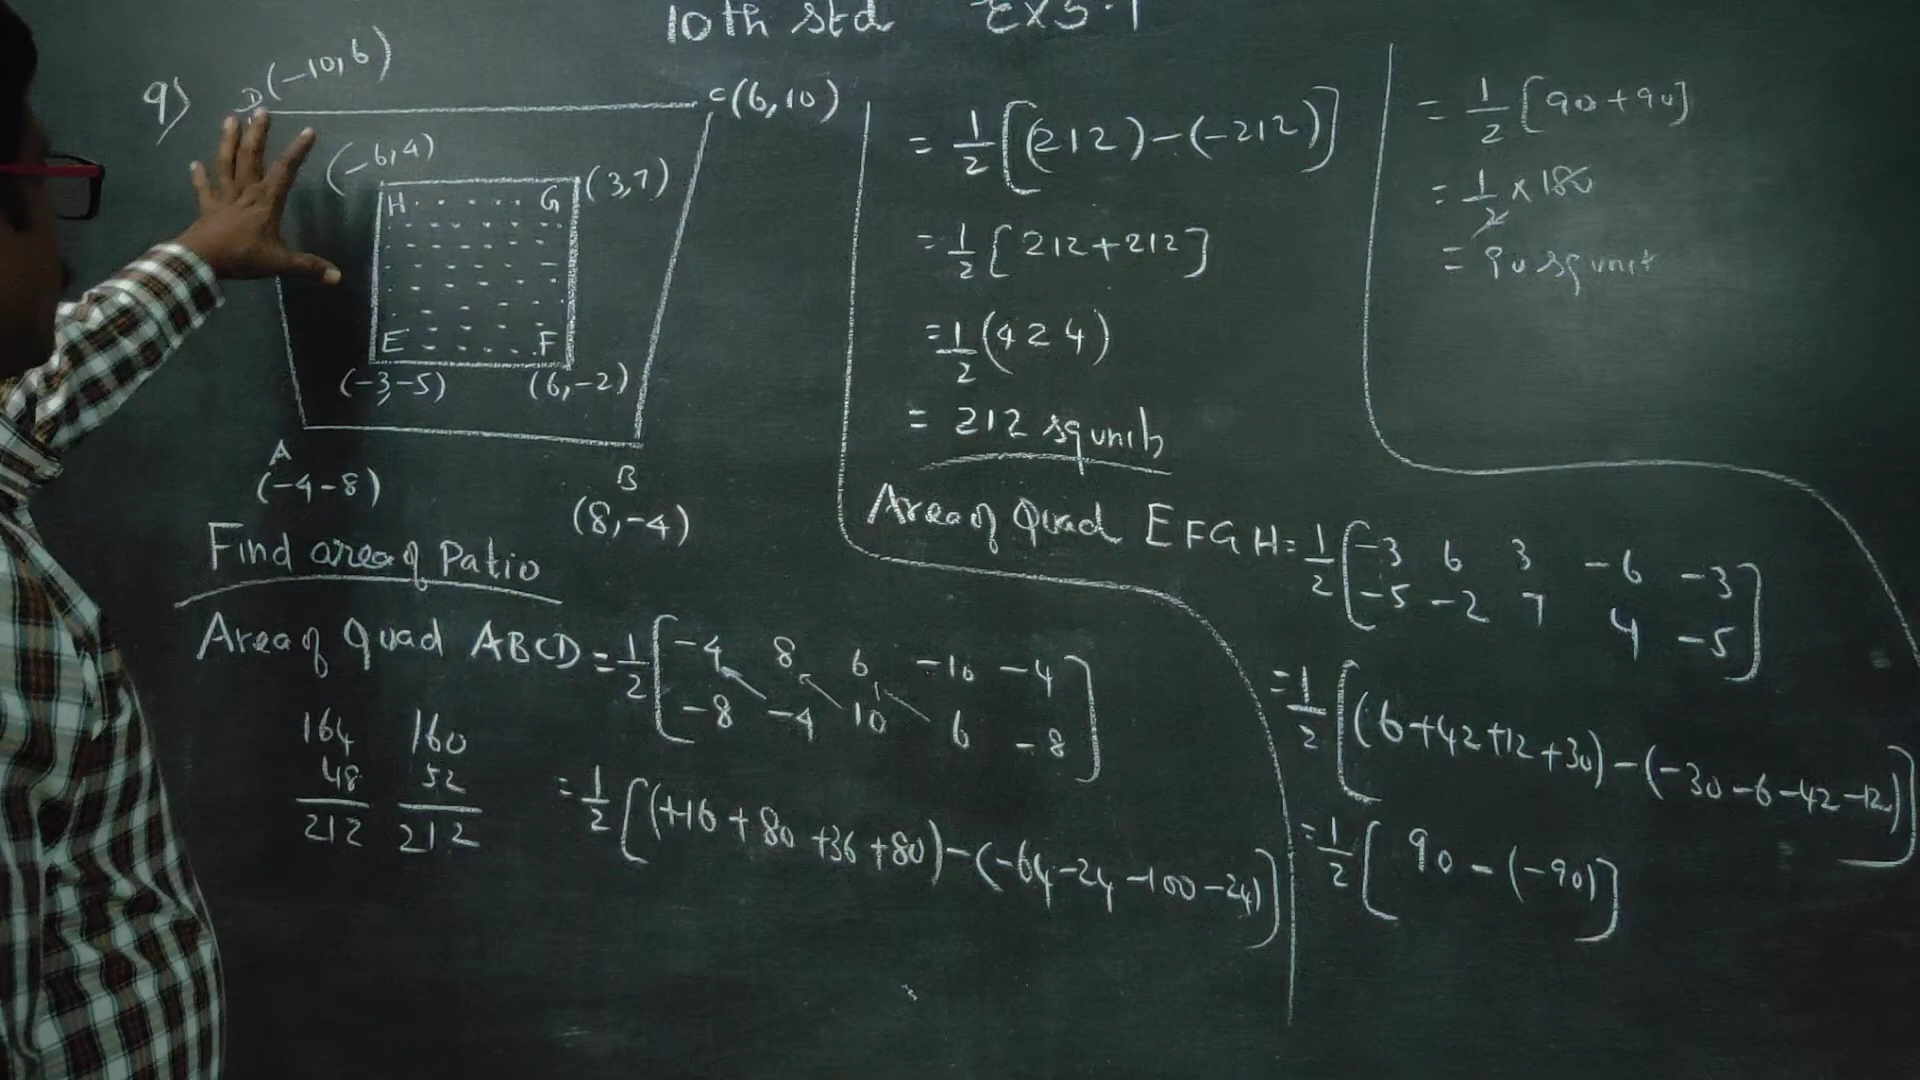 10th std Ex 5.1
9)
D (-10,6)
C (6,10)
(-6,4)
H G (3,7)
E F
(-3,-5) (6,-2)
A
(-4-8)
B
(8,-4)
Find area of Patio
Area of Quad ABCD = 1/2 [ -4 8 6 -10 -4
-8 -4 10 6 -8 ]
164 160
48 52
212 212
= 1/2 [ (+16 + 80 +36 +80) - (-64 -24 -100 -24) ]
= 1/2 [ (212) - (-212) ]
= 1/2 [ 212 + 212 ]
= 1/2 (424)
= 212 sq units
Area of Quad EFGH = 1/2 [ -3 6 3 -6 -3
-5 -2 7 4 -5 ]
= 1/2 [ (6+42+12+30) - (-30-6-42-12) ]
= 1/2 [ 90 - (-90) ]
= 1/2 [ 90 + 90 ]
= 1/2 x 180
= 90 sq unit